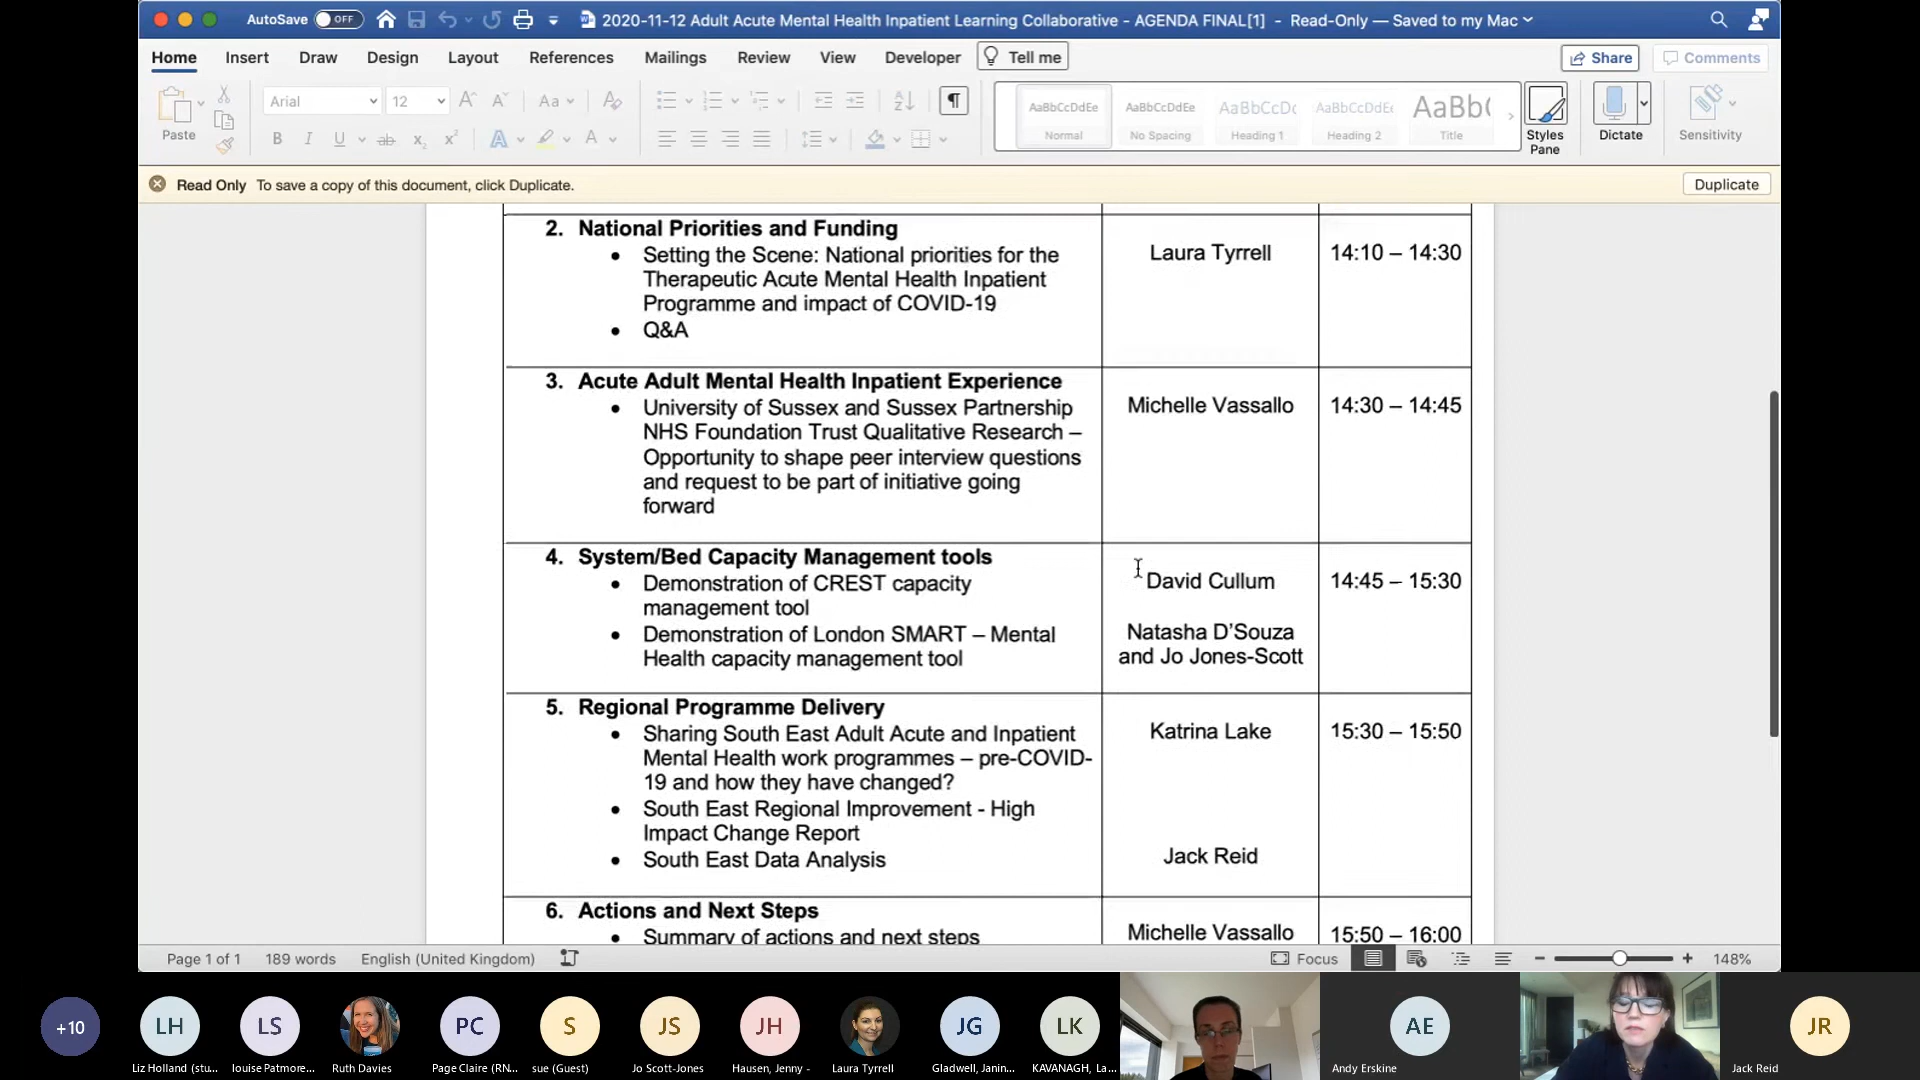 AutoSave OFF 2020-11-12 Adult Acute Mental Health Inpatient Learning Collaborative - AGENDA FINAL[1] - Read-Only — Saved to my Mac
Home Insert Draw Design Layout References Mailings Review View Developer Tell me Share Comments
Paste Arial 12 Aa
AaBbCcDdEe AaBbCcDdEe AaBbCcDc AaBbCcDdEe AaBb(
Normal No Spacing Heading 1 Heading 2 Title
Styles Pane Dictate Sensitivity
Read Only To save a copy of this document, click Duplicate. Duplicate
2. National Priorities and Funding
• Setting the Scene: National priorities for the
Therapeutic Acute Mental Health Inpatient
Programme and impact of COVID-19
• Q&A
Laura Tyrrell
14:10 – 14:30
3. Acute Adult Mental Health Inpatient Experience
• University of Sussex and Sussex Partnership
NHS Foundation Trust Qualitative Research –
Opportunity to shape peer interview questions
and request to be part of initiative going
forward
Michelle Vassallo
14:30 – 14:45
4. System/Bed Capacity Management tools
• Demonstration of CREST capacity
management tool
• Demonstration of London SMART – Mental
Health capacity management tool
David Cullum
Natasha D'Souza
and Jo Jones-Scott
14:45 – 15:30
5. Regional Programme Delivery
• Sharing South East Adult Acute and Inpatient
Mental Health work programmes – pre-COVID-
19 and how they have changed?
• South East Regional Improvement - High
Impact Change Report
• South East Data Analysis
Katrina Lake
Jack Reid
15:30 – 15:50
6. Actions and Next Steps
• Summary of actions and next steps
Michelle Vassallo
15:50 – 16:00
Page 1 of 1 189 words English (United Kingdom) Focus 148%
+10 LH LS PC S JS JH JG LK AE JR
Liz Holland (stu... louise Patmore... Ruth Davies Page Claire (RN... sue (Guest) Jo Scott-Jones Hausen, Jenny - Laura Tyrrell Gladwell, Janin... KAVANAGH, La... Andy Erskine Jack Reid